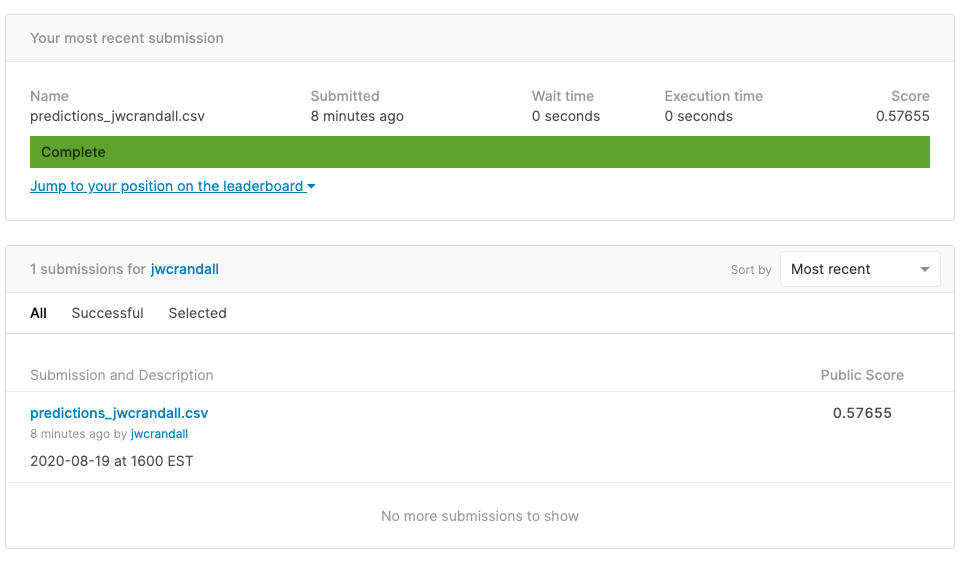 Your most recent submission
Name Submitted Wait time Execution time Score
predictions_jwcrandall.csv 8 minutes ago 0 seconds 0 seconds 0.57655
Complete
Jump to your position on the leaderboard
1 submissions for jwcrandall Sort by Most recent
All Successful Selected
Submission and Description Public Score
predictions_jwcrandall.csv 0.57655
8 minutes ago by jwcrandall
2020-08-19 at 1600 EST
No more submissions to show